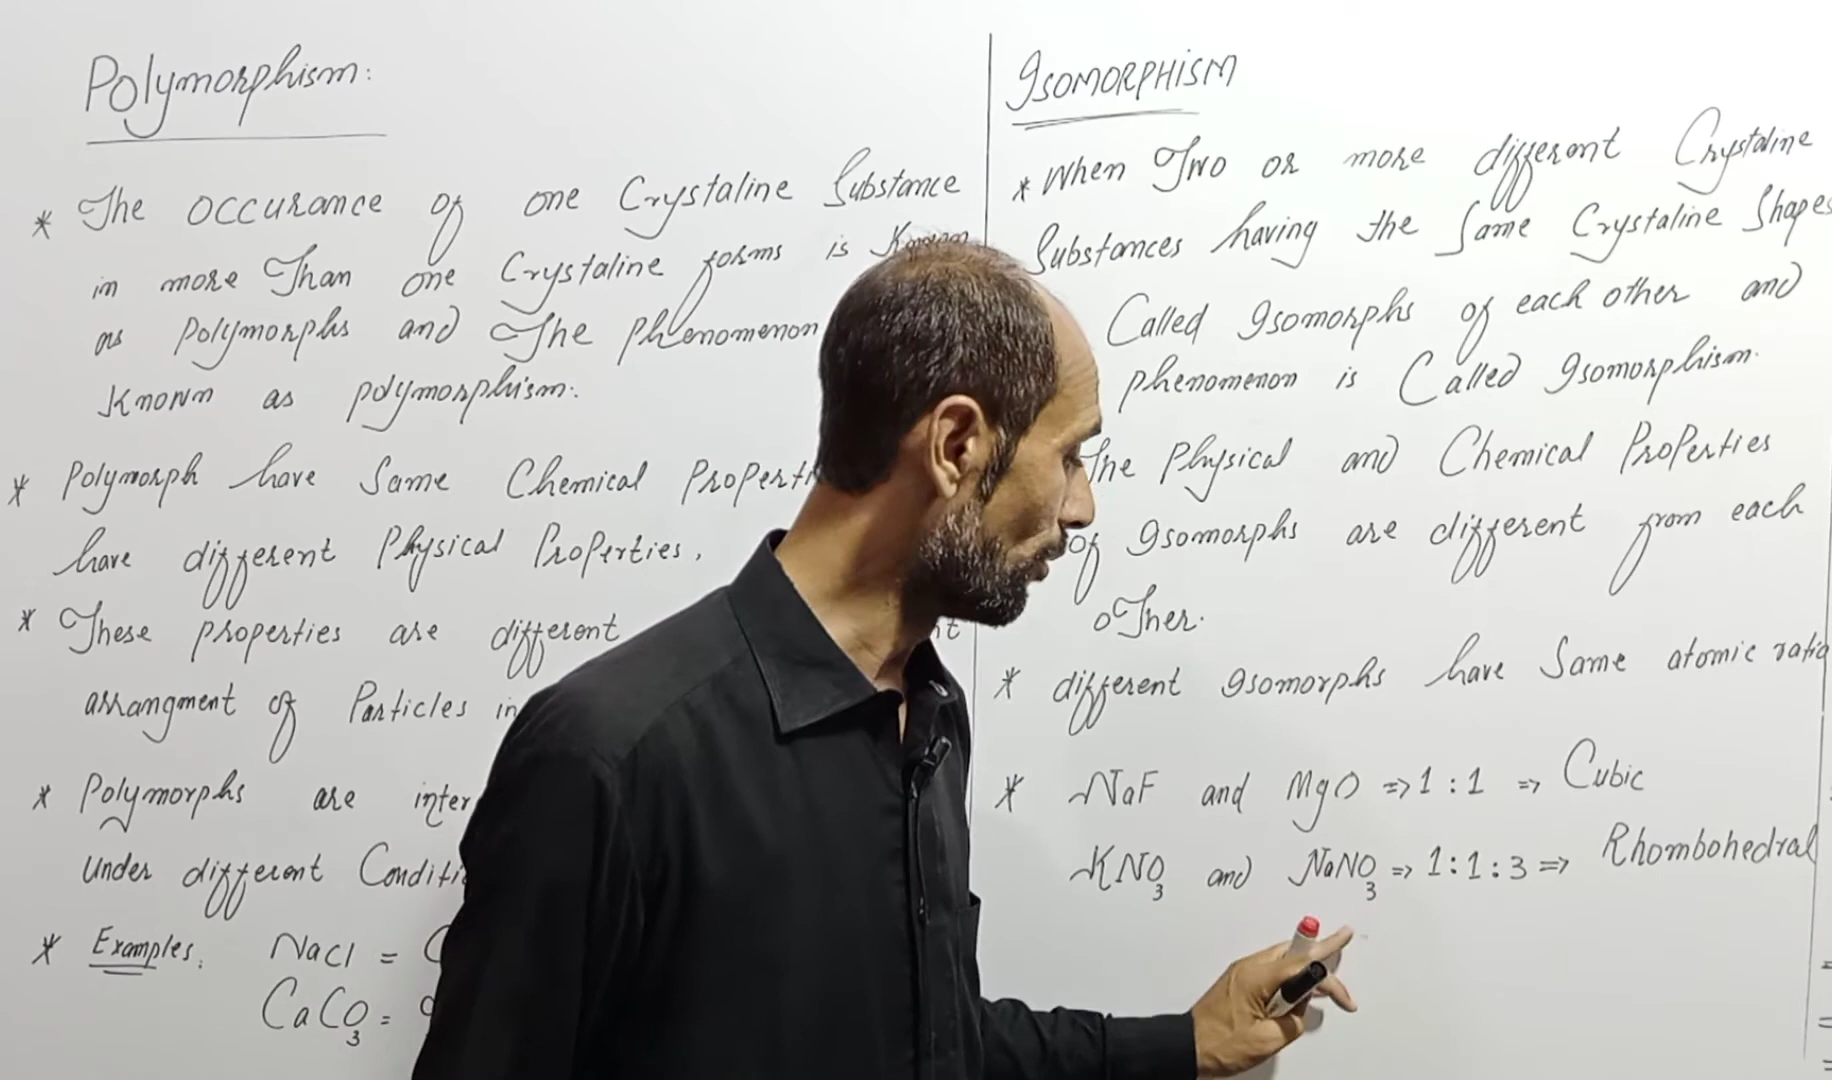 Polymorphism:
* The occurance of one Crystaline Substance
in more Than one Crystaline forms is Known
as Polymorphs and The phenomenon
Known as polymorphism.
* Polymorph have Same Chemical
have different Physical Properties.
* These properties are different
arrangment of Particles in
* Polymorphs are
Under different
* Examples: NaCl =
CaCO3 =
ISOMORPHISM
* When Two or more different Crystaline
Substances having the Same Crystaline Shapes
Called Isomorphs of each other and
phenomenon is Called Isomorphism.
The Physical and Chemical Properties
of Isomorphs are different from each
oTher.
* different Isomorphs have Same atomic ratio
* NaF and MgO => 1 : 1 => Cubic
KNO3 and NaNO3 => 1 : 1 : 3 => Rhombohedral